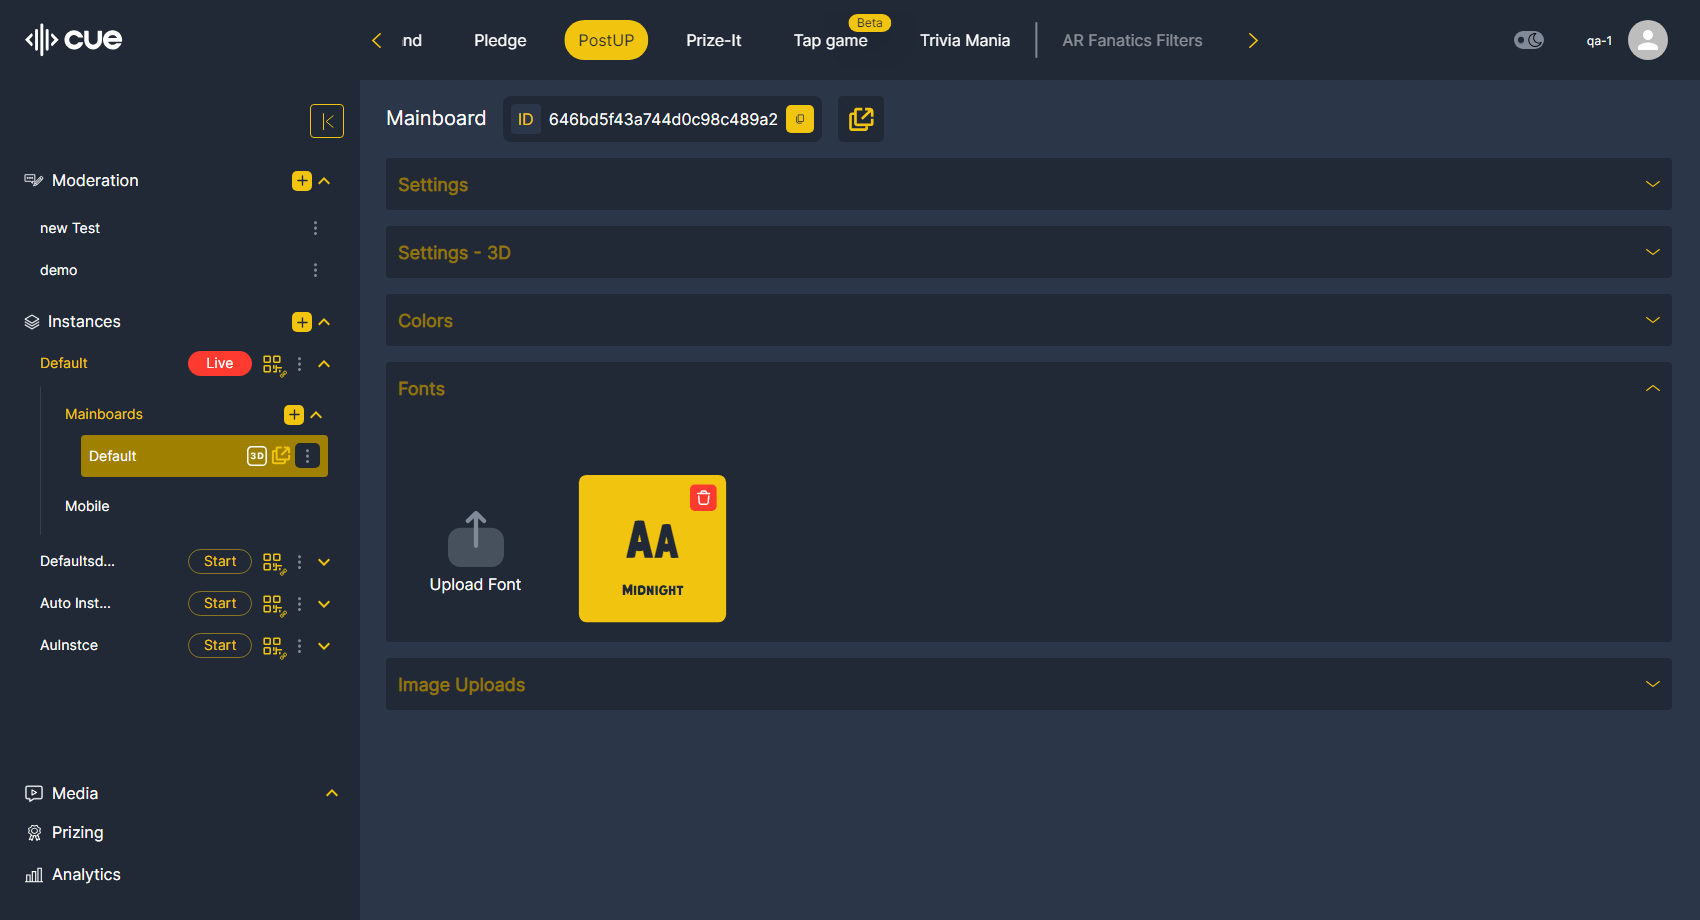 cue
nd
Pledge
PostUP
Prize-It
Beta
Tap game
Trivia Mania
AR Fanatics Filters
qa-1
Moderation
new Test
demo
Instances
Default
Live
Mainboards
Default
3D
Mobile
Defaultsd...
Start
Auto Inst...
Start
AuInstce
Start
Media
Prizing
Analytics
Mainboard
ID
646bd5f43a744d0c98c489a2
Settings
Settings - 3D
Colors
Fonts
Upload Font
AA
MIDNIGHT
Image Uploads